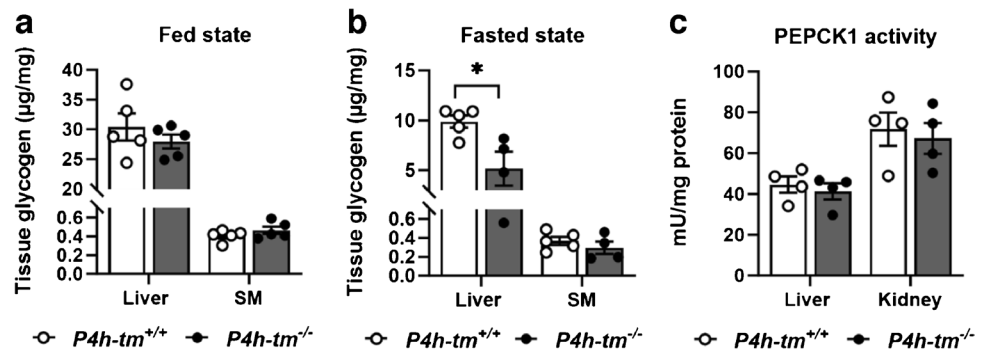 a
Fed state
Tissue glycogen (µg/mg)
40
35
30
25
20
0.6
0.4
0.2
0.0
Liver SM
P4h-tm+/+ P4h-tm-/-
b
Fasted state
Tissue glycogen (µg/mg)
15
10
5
0.6
0.4
0.2
0.0
*
Liver SM
P4h-tm+/+ P4h-tm-/-
c
PEPCK1 activity
mU/mg protein
100
80
60
40
20
0
Liver Kidney
P4h-tm+/+ P4h-tm-/-